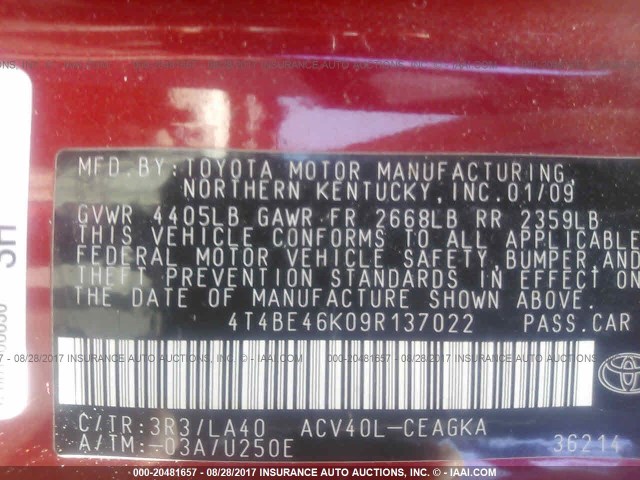 MFD.BY: TOYOTA MOTOR MANUFACTURING,
NORTHERN KENTUCKY, INC. 01/09
GVWR 4405LB GAWR FR 2668LB RR 2359LB
THIS VEHICLE CONFORMS TO ALL APPLICABLE
FEDERAL MOTOR VEHICLE SAFETY, BUMPER AND
THEFT PREVENTION STANDARDS IN EFFECT ON
THE DATE OF MANUFACTURE SHOWN ABOVE.
4T4BE46K09R137022 PASS.CAR
C/TR:3R3/LA40 ACV40L-CEAGKA
A/TM:-03A/U250E 36214
HS
000-20481657 - 08/28/2017 INSURANCE AUTO AUCTIONS (SM) - IAAI.COM